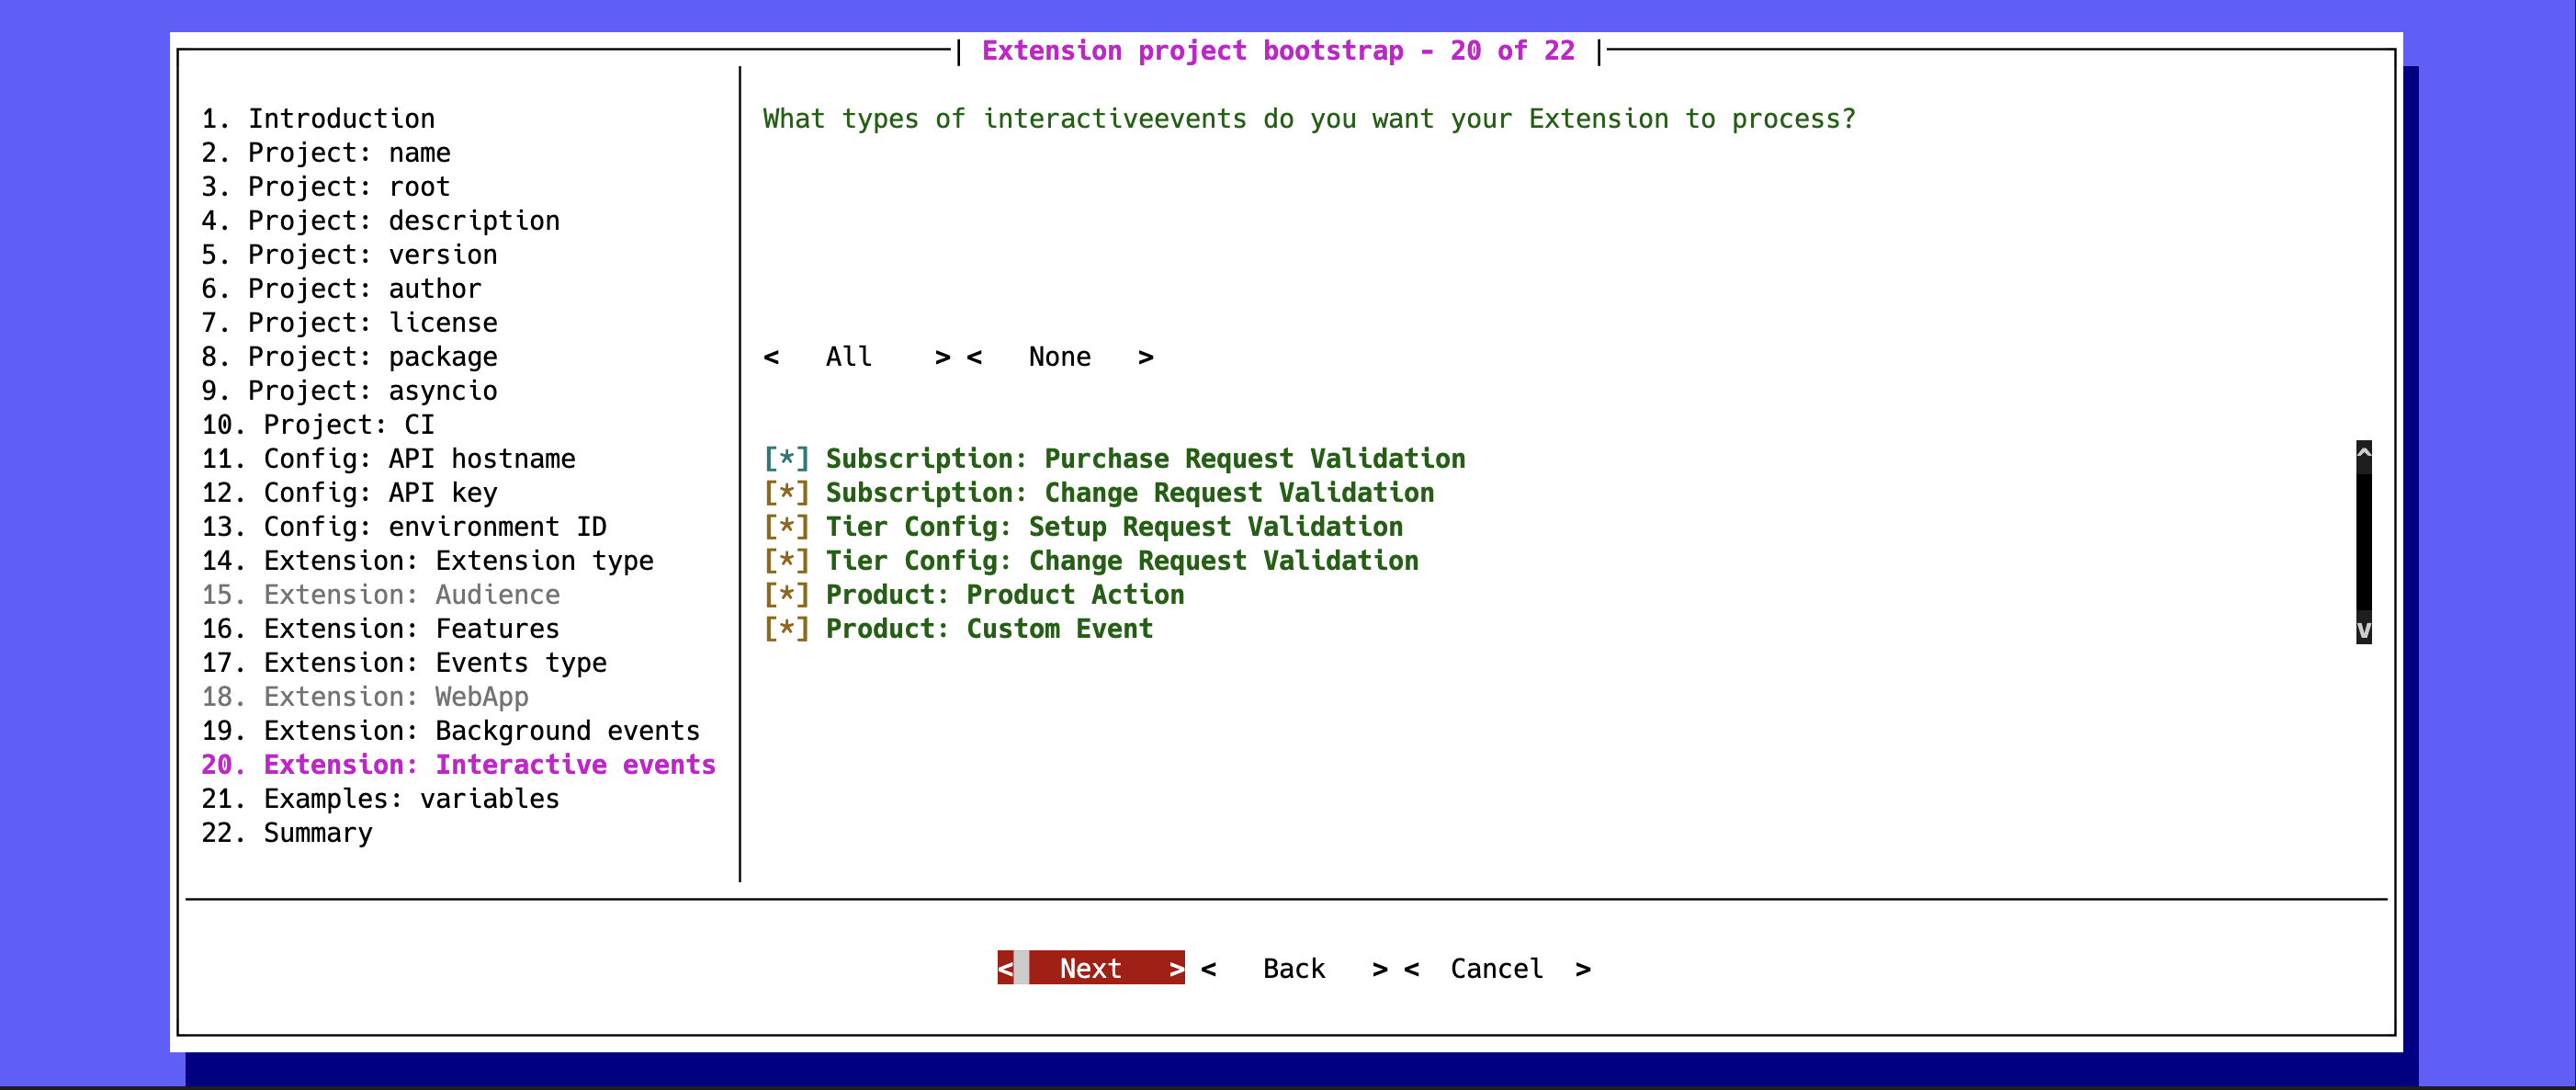 Extension project bootstrap - 20 of 22
1. Introduction
2. Project: name
3. Project: root
4. Project: description
5. Project: version
6. Project: author
7. Project: license
8. Project: package
9. Project: asyncio
10. Project: CI
11. Config: API hostname
12. Config: API key
13. Config: environment ID
14. Extension: Extension type
15. Extension: Audience
16. Extension: Features
17. Extension: Events type
18. Extension: WebApp
19. Extension: Background events
20. Extension: Interactive events
21. Examples: variables
22. Summary
What types of interactiveevents do you want your Extension to process?
< All > < None >
[*] Subscription: Purchase Request Validation
[*] Subscription: Change Request Validation
[*] Tier Config: Setup Request Validation
[*] Tier Config: Change Request Validation
[*] Product: Product Action
[*] Product: Custom Event
^
v
< Next > < Back > < Cancel >